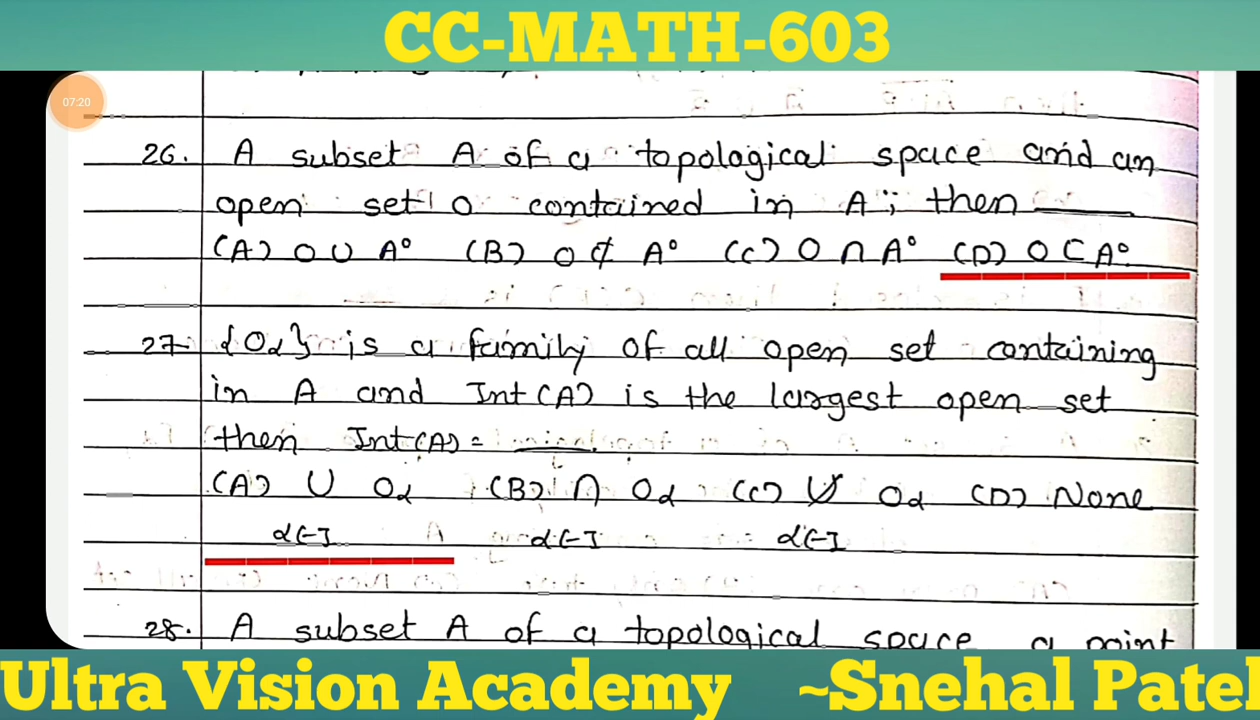 CC-MATH-603
07:20
26. A subset A of a topological space and an
open set O contained in A; then ____
(A) O ∪ A° (B) O ⊄ A° (C) O ∩ A° (D) O ⊂ A°
27. {Oα} is a family of all open set containing
in A and Int(A) is the largest open set
then Int(A) = ____
(A) ∪ Oα (B) ∩ Oα (C) Oα (D) None
α∈I α∈I α∈I
28. A subset A of a topological space a point
Ultra Vision Academy ~Snehal Patel